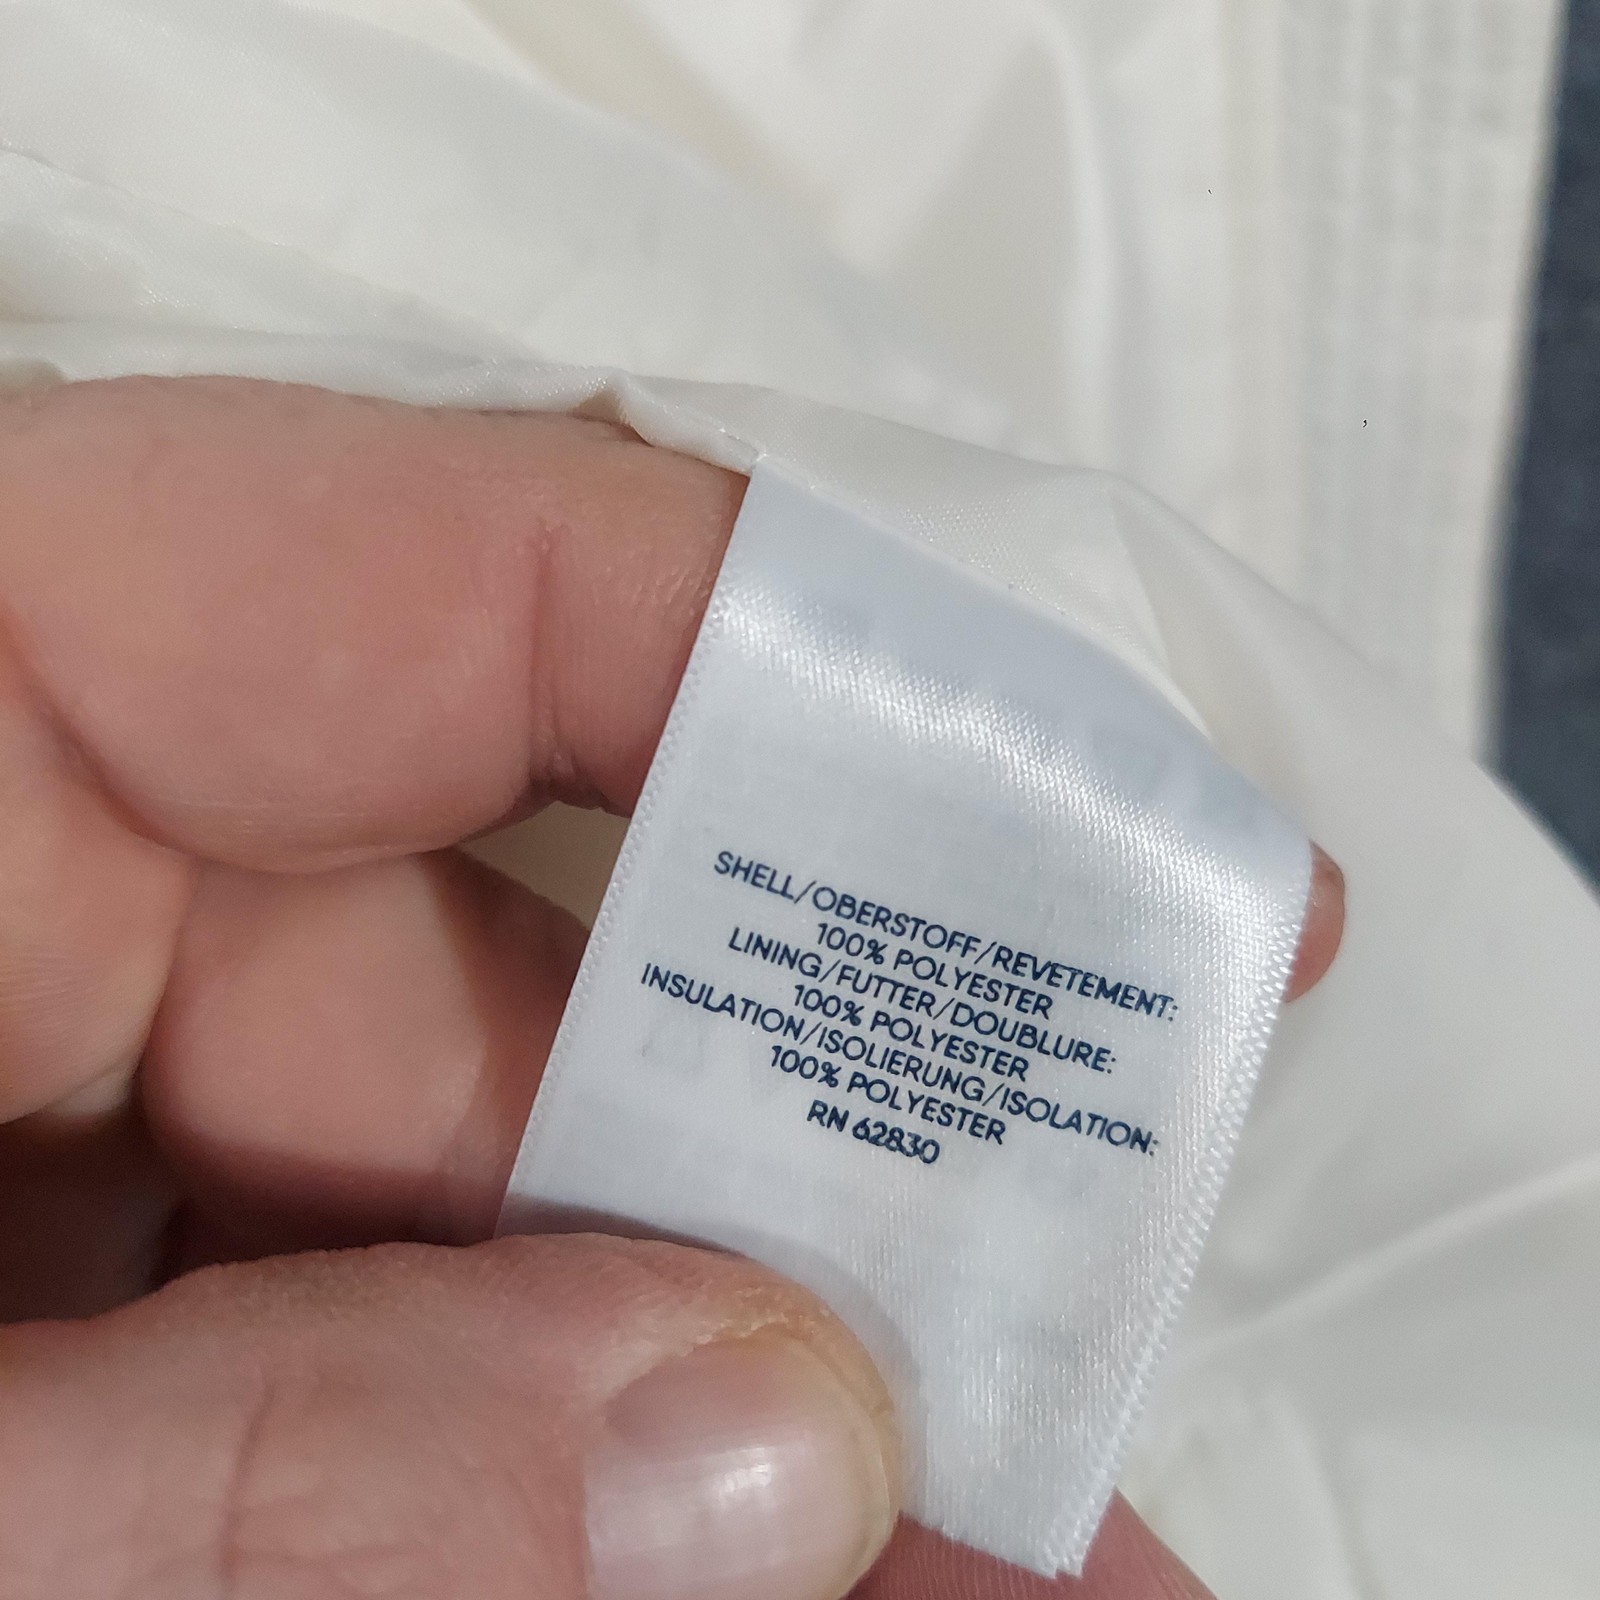 SHELL/OBERSTOFF/REVETEMENT:
100% POLYESTER
LINING/FUTTER/DOUBLURE:
100% POLYESTER
INSULATION/ISOLIERUNG/ISOLATION:
100% POLYESTER
RN 62830